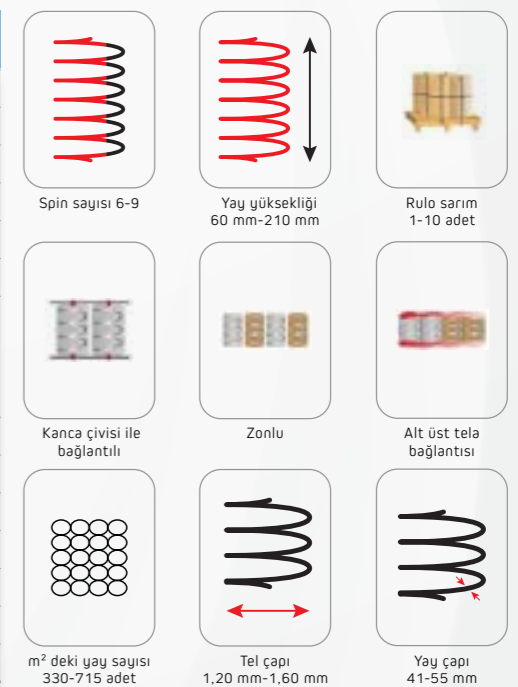 Spin sayısı 6-9
Yay yüksekliği
60 mm-210 mm
Rulo sarım
1-10 adet
Kanca çivisi ile
bağlantılı
Zonlu
Alt üst tela
bağlantısı
m² deki yay sayısı
330-715 adet
Tel çapı
1,20 mm-1,60 mm
Yay çapı
41-55 mm